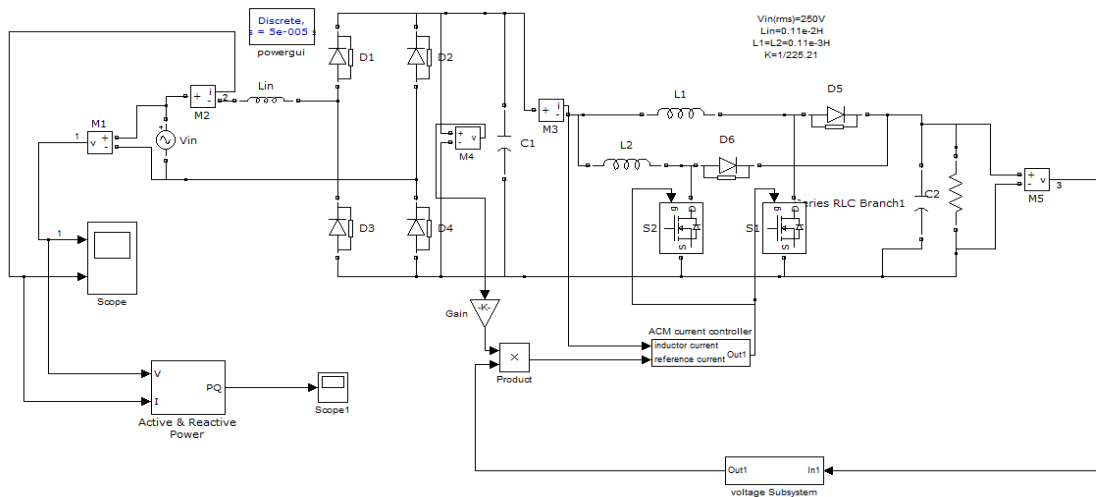 Discrete,
s = 5e-005 s
powergui
Vin(rms)=250V
Lin=0.11e-2H
L1=L2=0.11e-3H
K=1/225.21
D1
D2
D5
L1
i
+
-
2
M2
Lin
+
i
-
M3
D6
L2
M1
1
v
+
-
+
Vin
+
-
v
M4
C1
+
-
v
3
M5
C2
eries RLC Branch1
D3
D4
S2
g
D
S
S1
g
D
S
1
Scope
Gain
-K-
ACM current controller
inductor current
reference current
Out1
×
Product
V
I
PQ
Active & Reactive
Power
Scope1
Out1
In1
voltage Subsystem